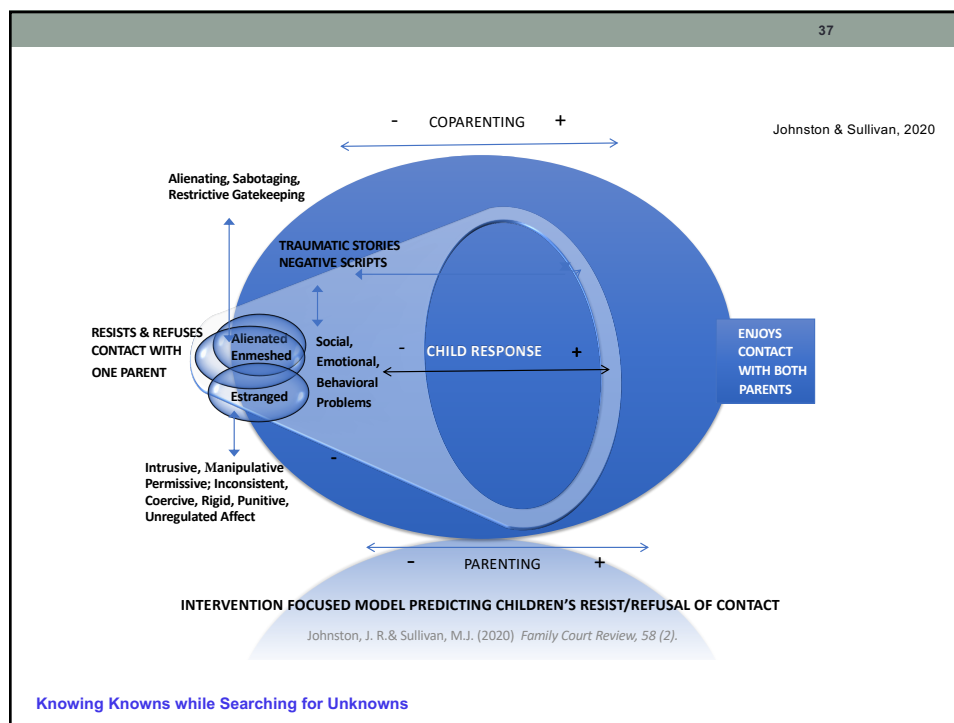 37
- COPARENTING +
Johnston & Sullivan, 2020
Alienating, Sabotaging,
Restrictive Gatekeeping
TRAUMATIC STORIES
NEGATIVE SCRIPTS
RESISTS & REFUSES
CONTACT WITH
ONE PARENT
Alienated
Enmeshed
Estranged
Social,
Emotional,
Behavioral
Problems
- CHILD RESPONSE +
ENJOYS
CONTACT
WITH BOTH
PARENTS
-
Intrusive, Manipulative
Permissive; Inconsistent,
Coercive, Rigid, Punitive,
Unregulated Affect
- PARENTING +
INTERVENTION FOCUSED MODEL PREDICTING CHILDREN'S RESIST/REFUSAL OF CONTACT
Johnston, J. R.& Sullivan, M.J. (2020) Family Court Review, 58 (2).
Knowing Knowns while Searching for Unknowns